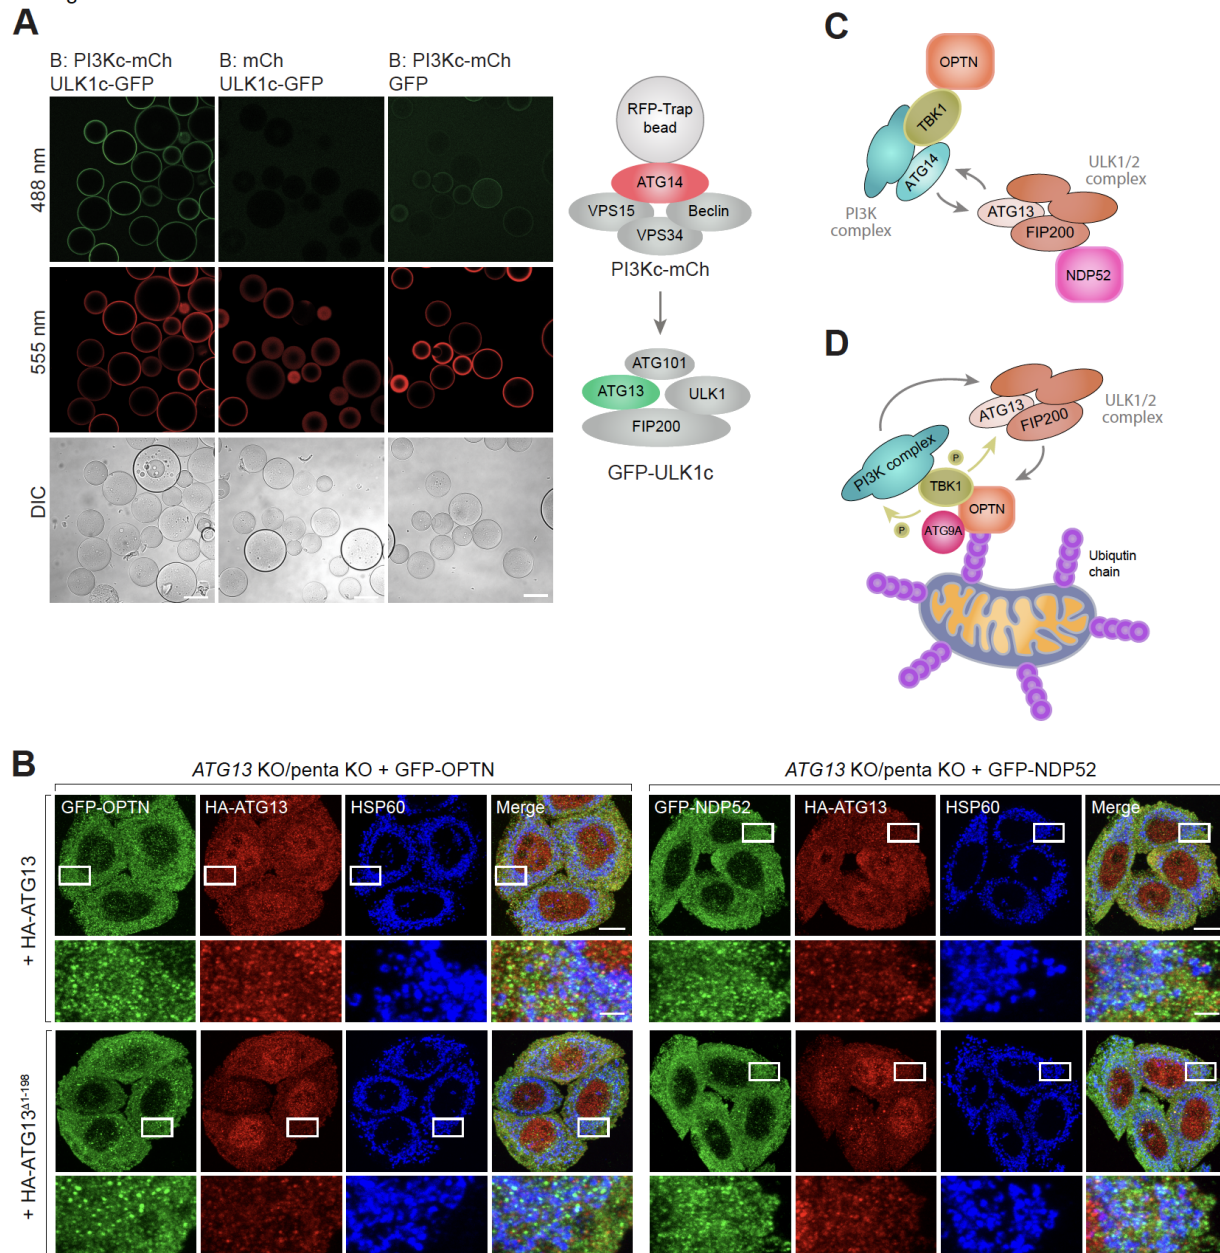 A
B: PI3Kc-mCh
ULK1c-GFP
B: mCh
ULK1c-GFP
B: PI3Kc-mCh
GFP
488 nm
555 nm
DIC
RFP-Trap
bead
ATG14
VPS15
Beclin
VPS34
PI3Kc-mCh
ATG101
ATG13
ULK1
FIP200
GFP-ULK1c
C
OPTN
TBK1
ATG14
PI3K
complex
ULK1/2
complex
ATG13
FIP200
NDP52
D
ATG13
FIP200
ULK1/2
complex
PI3K complex
P
TBK1
OPTN
P
ATG9A
Ubiqutin
chain
B
ATG13 KO/penta KO + GFP-OPTN
ATG13 KO/penta KO + GFP-NDP52
GFP-OPTN
HA-ATG13
HSP60
Merge
GFP-NDP52
HA-ATG13
HSP60
Merge
+ HA-ATG13
+ HA-ATG13Δ1-198